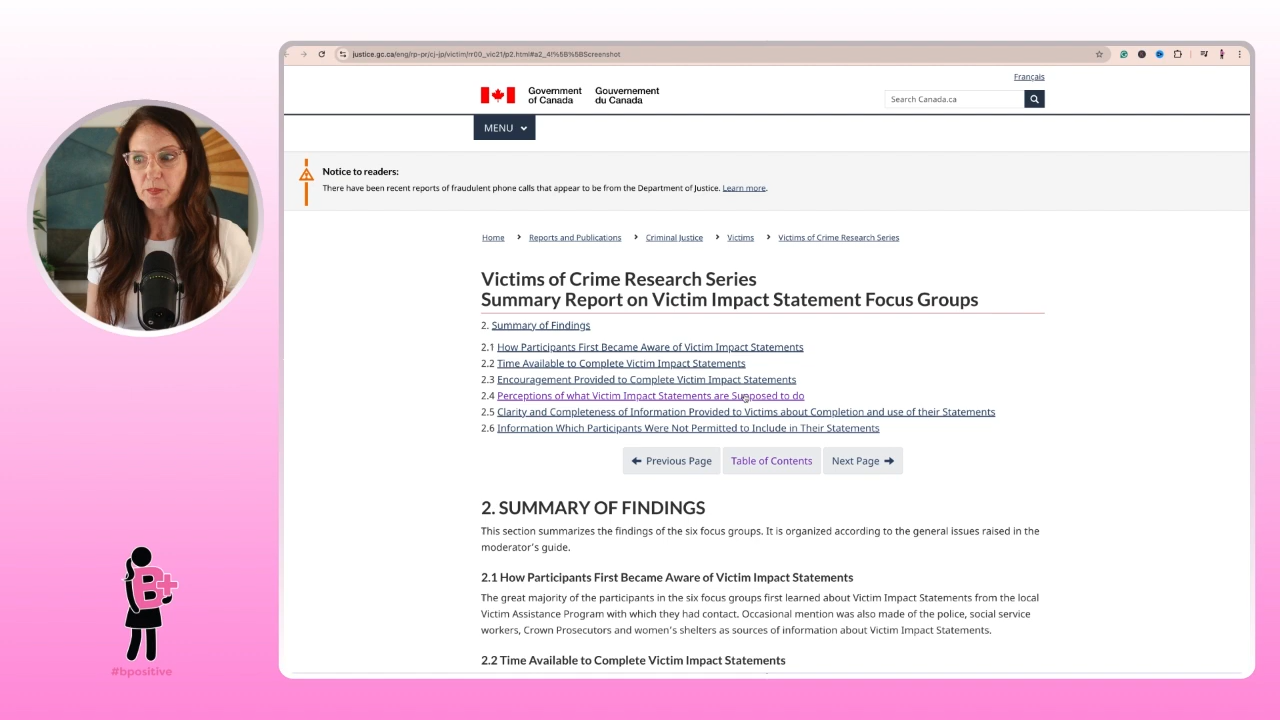 justice.gc.ca/eng/rp-pr/cj-jp/victim/rr00_vic21/p2.html#a2_4!%5B%5BScreenshot
Français
Government of Canada
Gouvernement du Canada
Search Canada.ca
MENU
Notice to readers:
There have been recent reports of fraudulent phone calls that appear to be from the Department of Justice. Learn more.
Home > Reports and Publications > Criminal Justice > Victims > Victims of Crime Research Series
Victims of Crime Research Series
Summary Report on Victim Impact Statement Focus Groups
2. Summary of Findings
2.1 How Participants First Became Aware of Victim Impact Statements
2.2 Time Available to Complete Victim Impact Statements
2.3 Encouragement Provided to Complete Victim Impact Statements
2.4 Perceptions of what Victim Impact Statements are Supposed to do
2.5 Clarity and Completeness of Information Provided to Victims about Completion and use of their Statements
2.6 Information Which Participants Were Not Permitted to Include in Their Statements
Previous Page
Table of Contents
Next Page
2. SUMMARY OF FINDINGS
This section summarizes the findings of the six focus groups. It is organized according to the general issues raised in the
moderator's guide.
2.1 How Participants First Became Aware of Victim Impact Statements
The great majority of the participants in the six focus groups first learned about Victim Impact Statements from the local
Victim Assistance Program with which they had contact. Occasional mention was also made of the police, social service
workers, Crown Prosecutors and women's shelters as sources of information about Victim Impact Statements.
2.2 Time Available to Complete Victim Impact Statements
B+
#bpositive